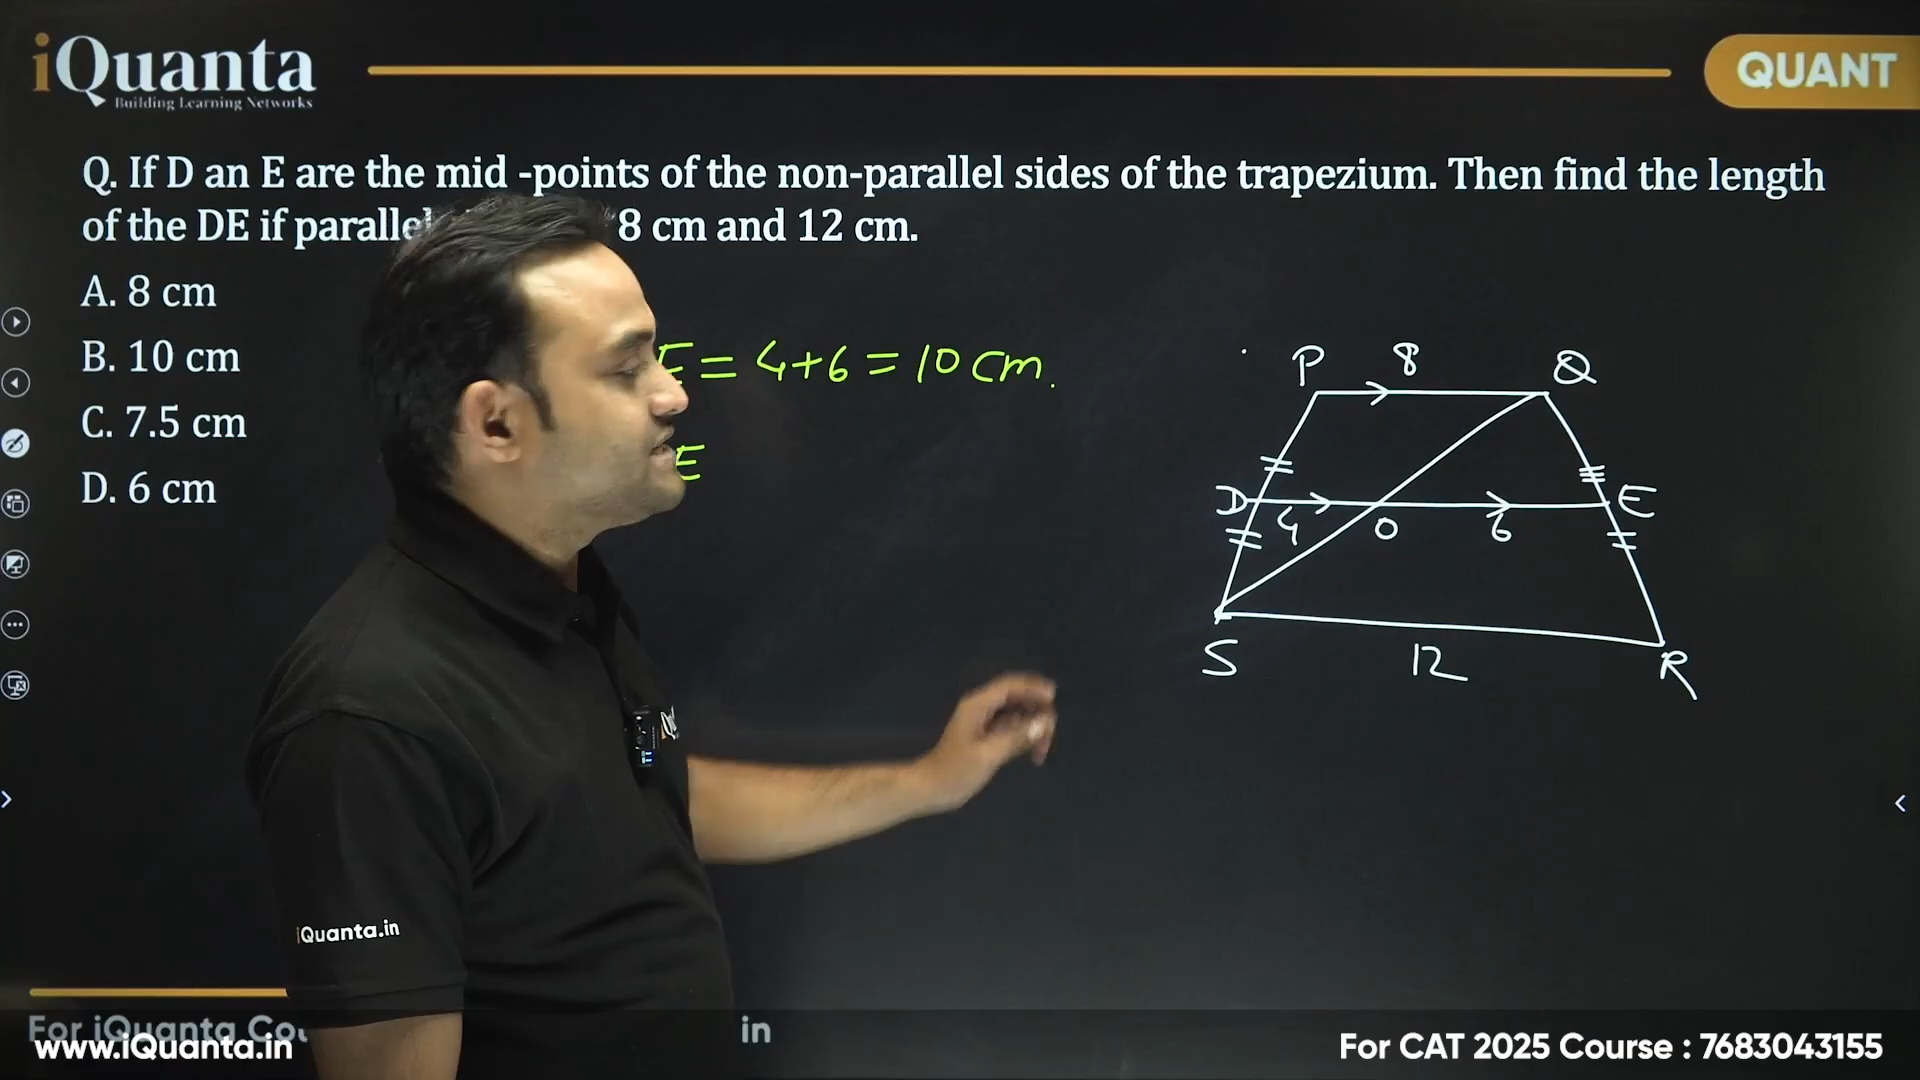 iQuanta
Building Learning Networks
QUANT
Q. If D an E are the mid -points of the non-parallel sides of the trapezium. Then find the length
of the DE if parallel 8 cm and 12 cm.
A. 8 cm
B. 10 cm
C. 7.5 cm
D. 6 cm
E = 4+6 = 10 cm.
E
P 8 Q
D 4 O 6 E
S 12 R
iQuanta.in
For iQuanta in
www.iQuanta.in
For CAT 2025 Course : 7683043155